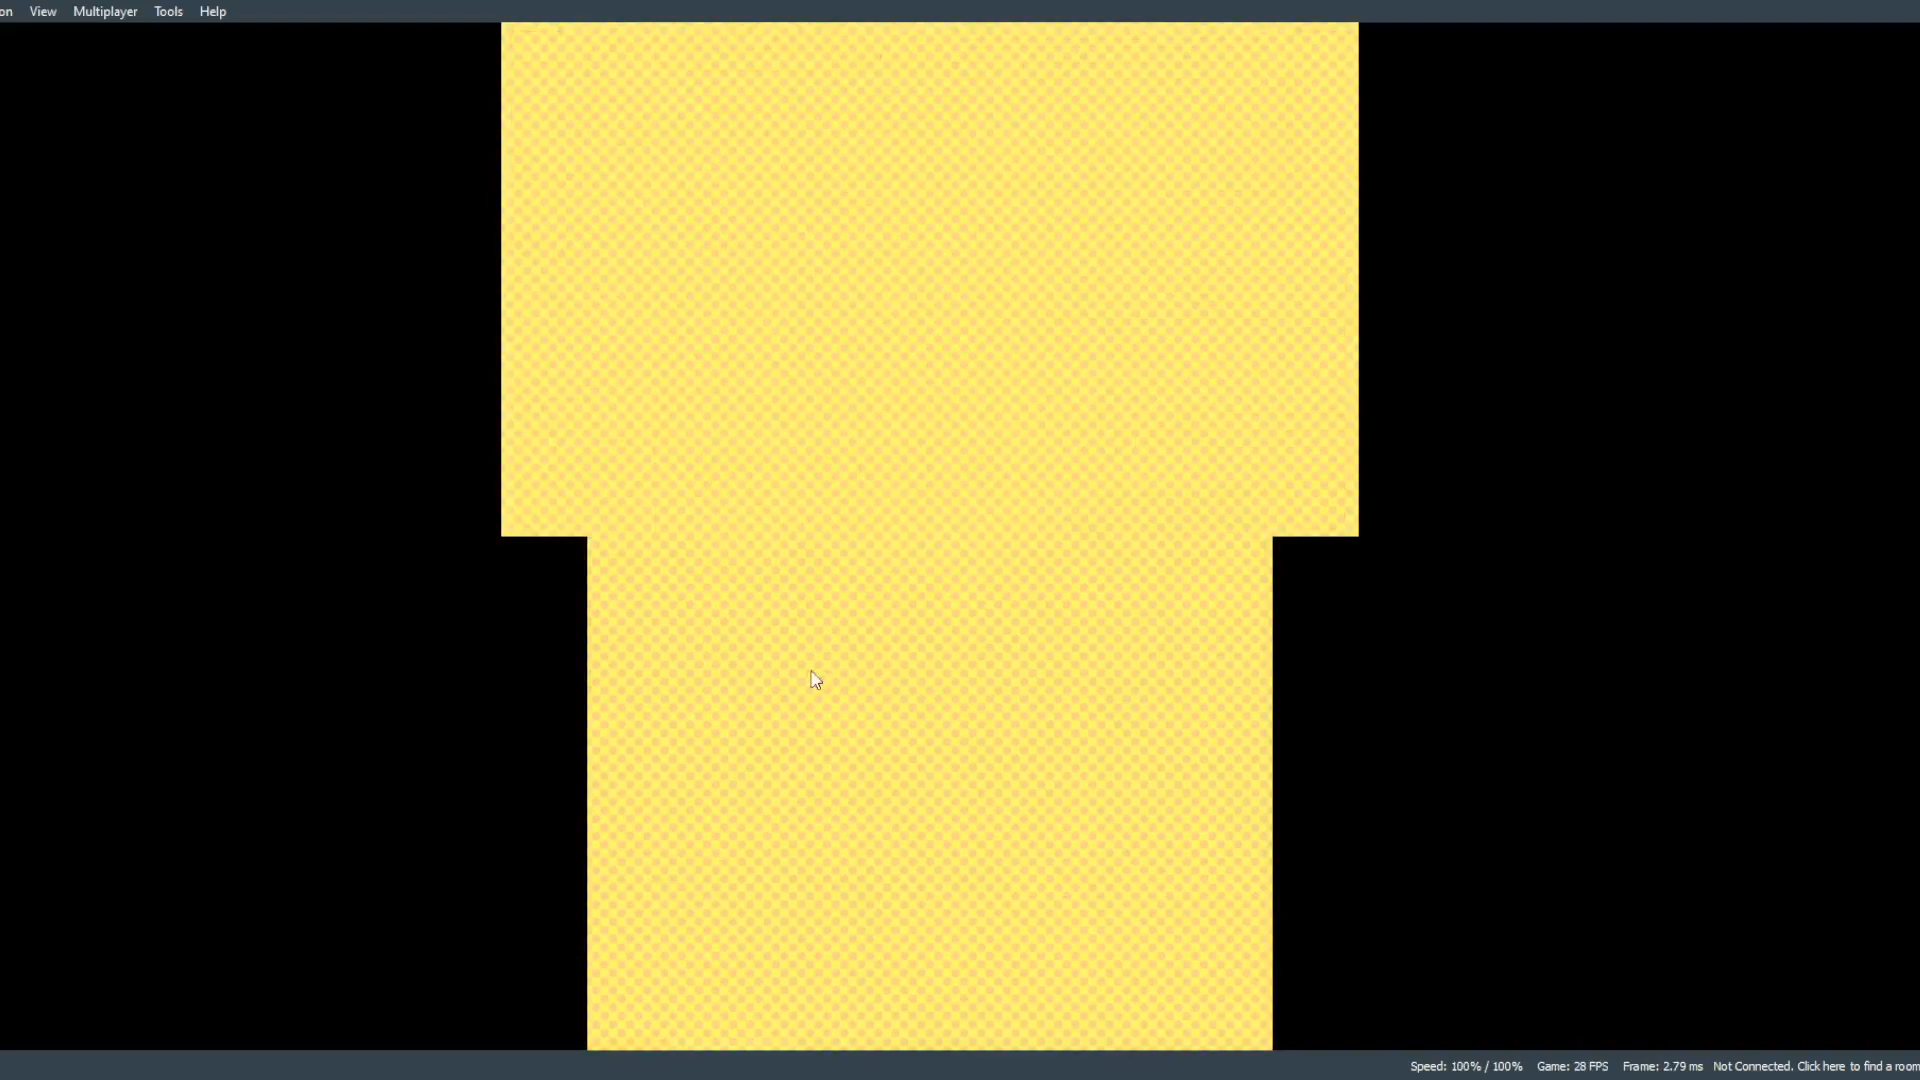 on View Multiplayer Tools Help
Speed: 100% / 100% Game: 28 FPS Frame: 2.79 ms Not Connected. Click here to find a room